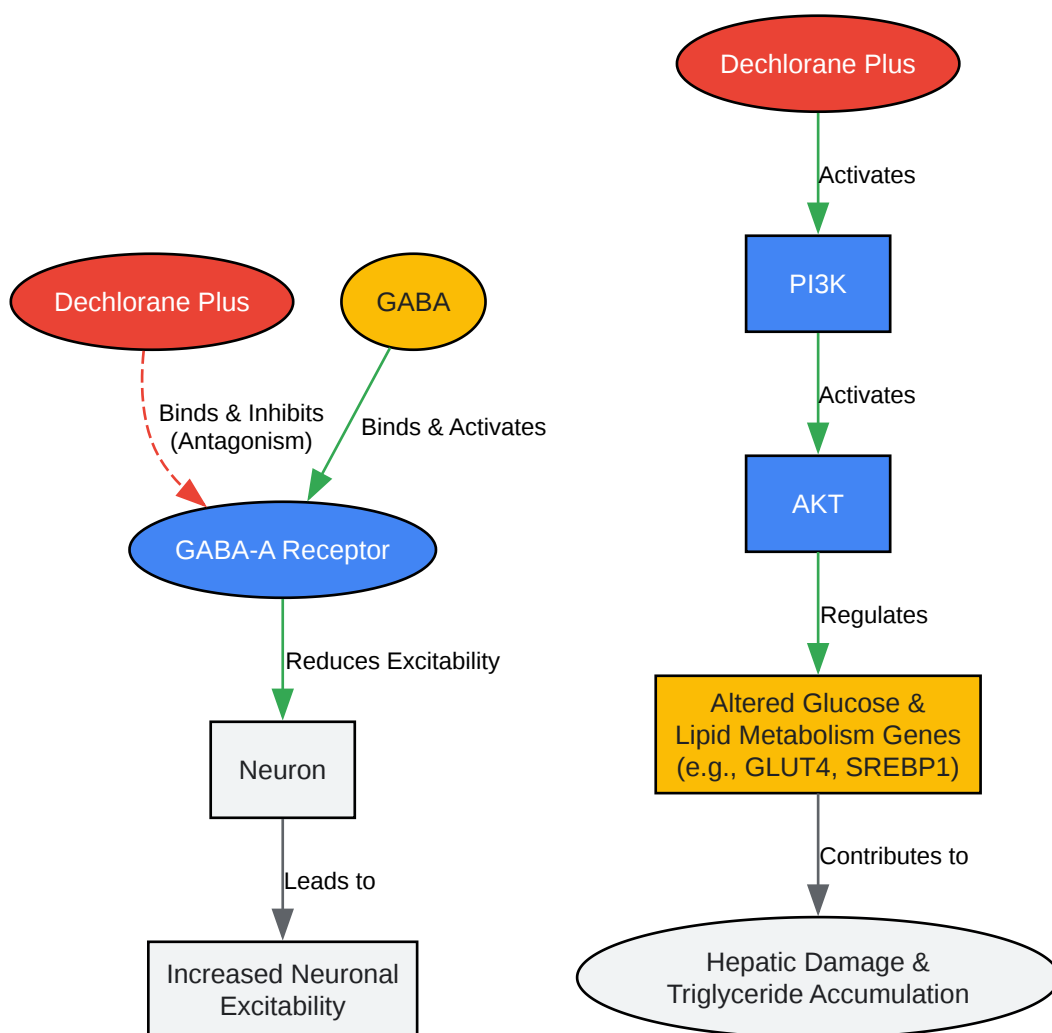 Dechlorane Plus
Activates
PI3K
Dechlorane Plus
GABA
Activates
Binds & Inhibits
(Antagonism)
Binds & Activates
AKT
GABA-A Receptor
Regulates
Reduces Excitability
Altered Glucose &
Lipid Metabolism Genes
(e.g., GLUT4, SREBP1)
Neuron
Contributes to
Leads to
Hepatic Damage &
Triglyceride Accumulation
Increased Neuronal
Excitability